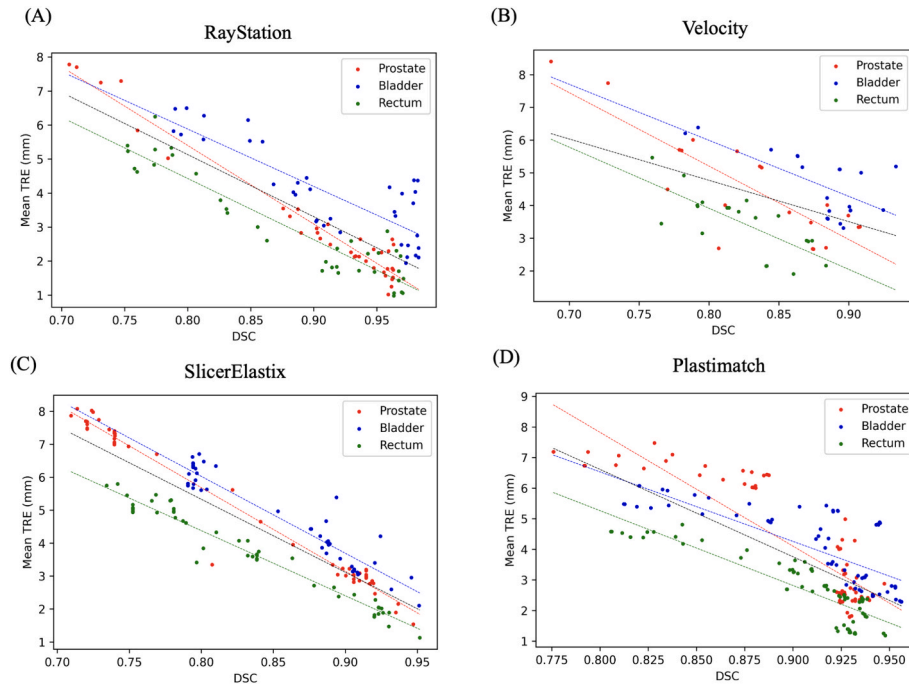 (A)
RayStation
Mean TRE (mm)
8
7
6
5
4
3
2
1
Prostate
Bladder
Rectum
0.70 0.75 0.80 0.85 0.90 0.95
DSC
(B)
Velocity
Mean TRE (mm)
8
7
6
5
4
3
2
Prostate
Bladder
Rectum
0.70 0.75 0.80 0.85 0.90
DSC
(C)
SlicerElastix
Mean TRE (mm)
8
7
6
5
4
3
2
1
Prostate
Bladder
Rectum
0.70 0.75 0.80 0.85 0.90 0.95
DSC
(D)
Plastimatch
Mean TRE (mm)
9
8
7
6
5
4
3
2
1
Prostate
Bladder
Rectum
0.775 0.800 0.825 0.850 0.875 0.900 0.925 0.950
DSC